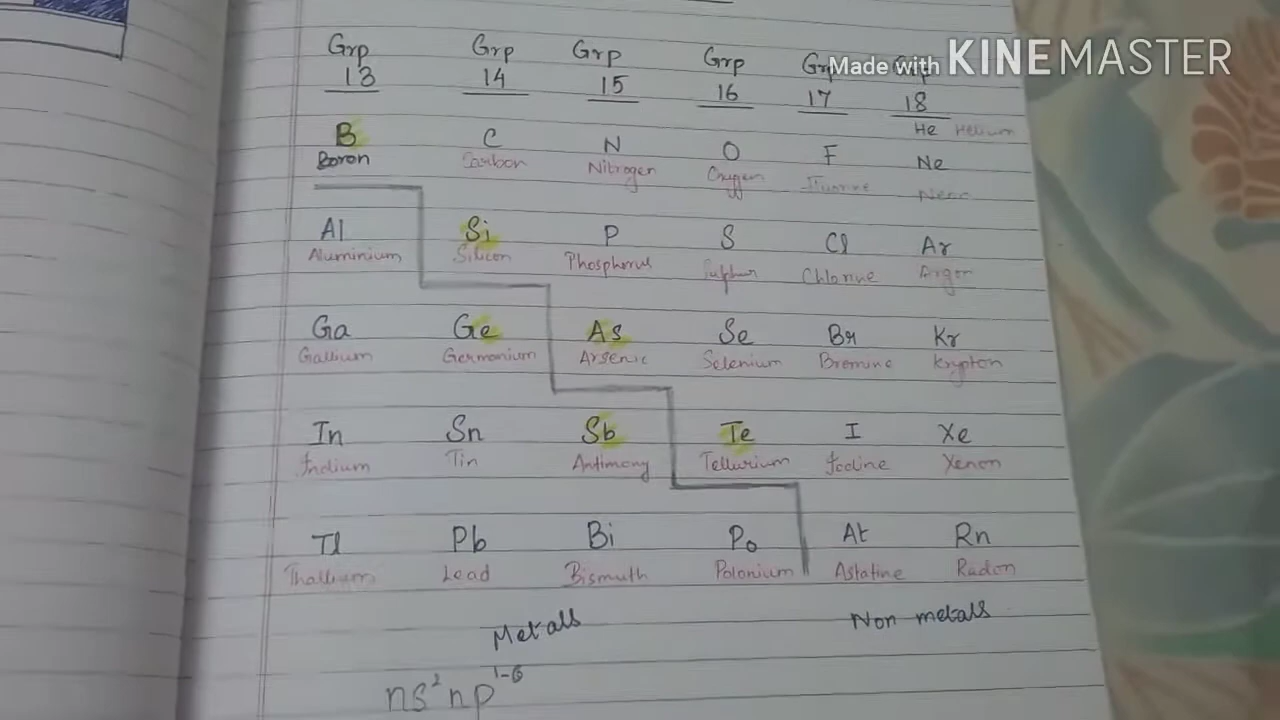 Grp Grp Grp Grp Grp Grp
Made with KINEMASTER
13 14 15 16 17 18
He Helium
B C N O F Ne
Boron Carbon Nitrogen Oxygen Neon
Al Si P S Cl Ar
Aluminium Silicon Phosphorus Sulphur Chlorine Argon
Ga Ge As Se Br Kr
Gallium Germanium Arsenic Selenium Bromine Krypton
In Sn Sb Te I Xe
Indium Tin Antimony Tellurium Iodine Xenon
Tl Pb Bi Po At Rn
Thallium Lead Bismuth Polonium Astatine Radon
Metals Non metals
ns² np¹⁻⁶